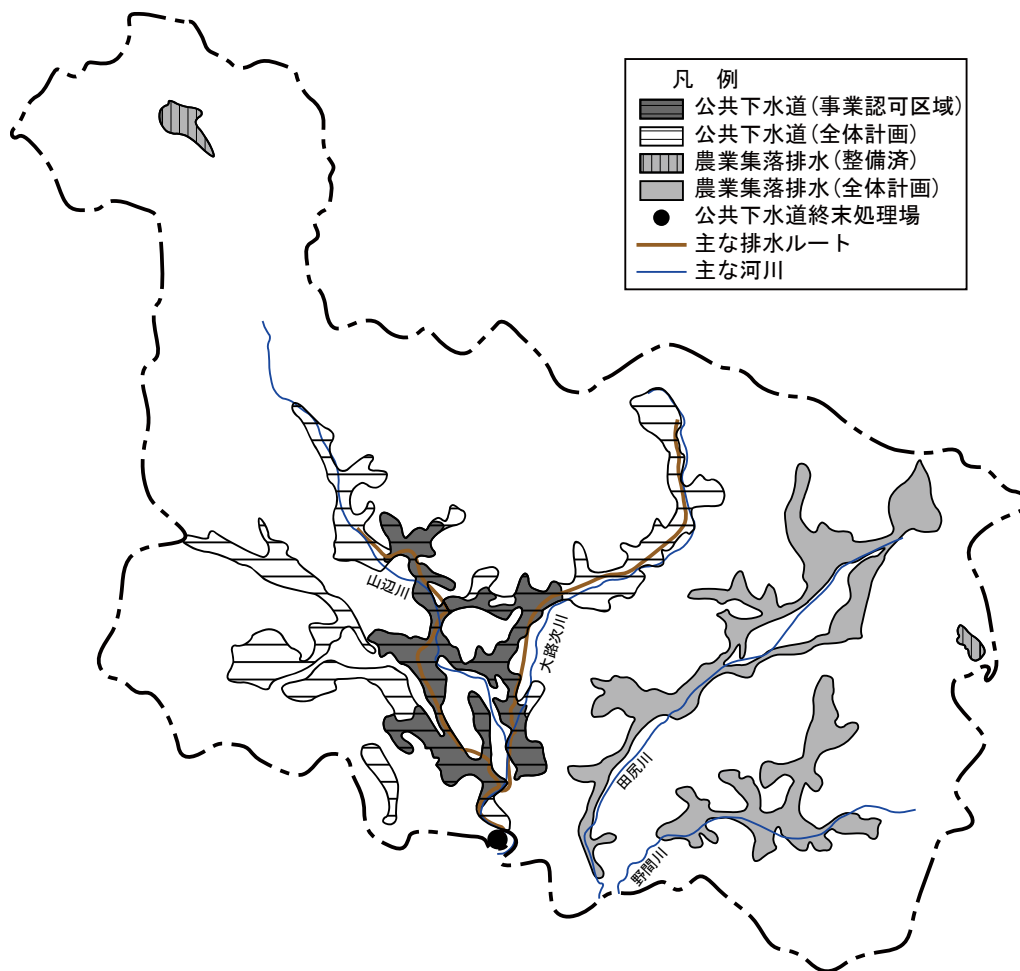 凡 例
公共下水道(事業認可区域)
公共下水道(全体計画)
農業集落排水(整備済)
農業集落排水(全体計画)
公共下水道終末処理場
主な排水ルート
主な河川
山辺川
大路次川
田尻川
野間川